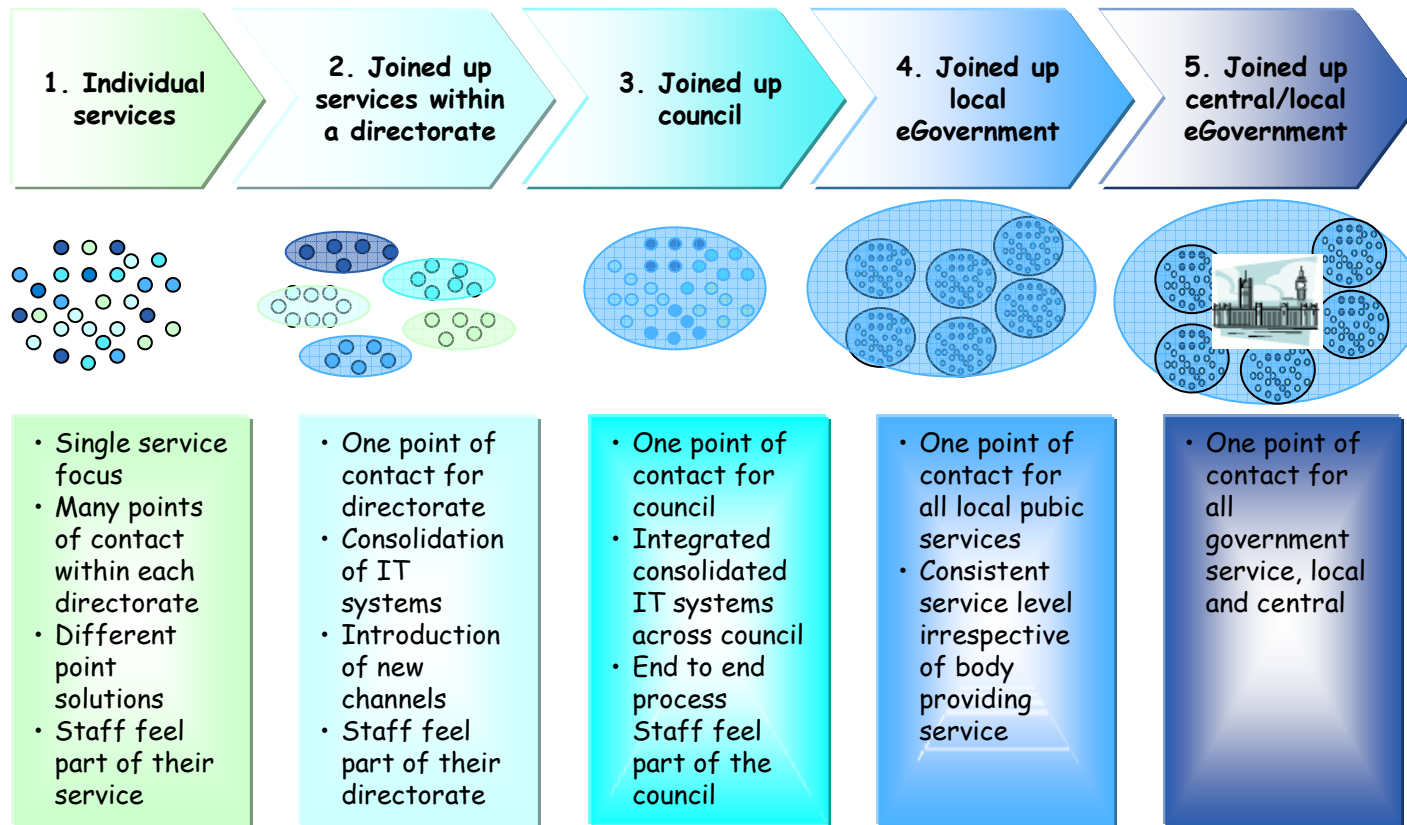 1. Individual
services
2. Joined up
services within
a directorate
3. Joined up
council
4. Joined up
local
eGovernment
5. Joined up
central/local
eGovernment
• Single service
focus
• Many points
of contact
within each
directorate
• Different
point
solutions
• Staff feel
part of their
service
• One point of
contact for
directorate
• Consolidation
of IT
systems
• Introduction
of new
channels
• Staff feel
part of their
directorate
• One point of
contact for
council
• Integrated
consolidated
IT systems
across council
• End to end
process
Staff feel
part of the
council
• One point of
contact for
all local pubic
services
• Consistent
service level
irrespective
of body
providing
service
• One point of
contact for
all
government
service, local
and central